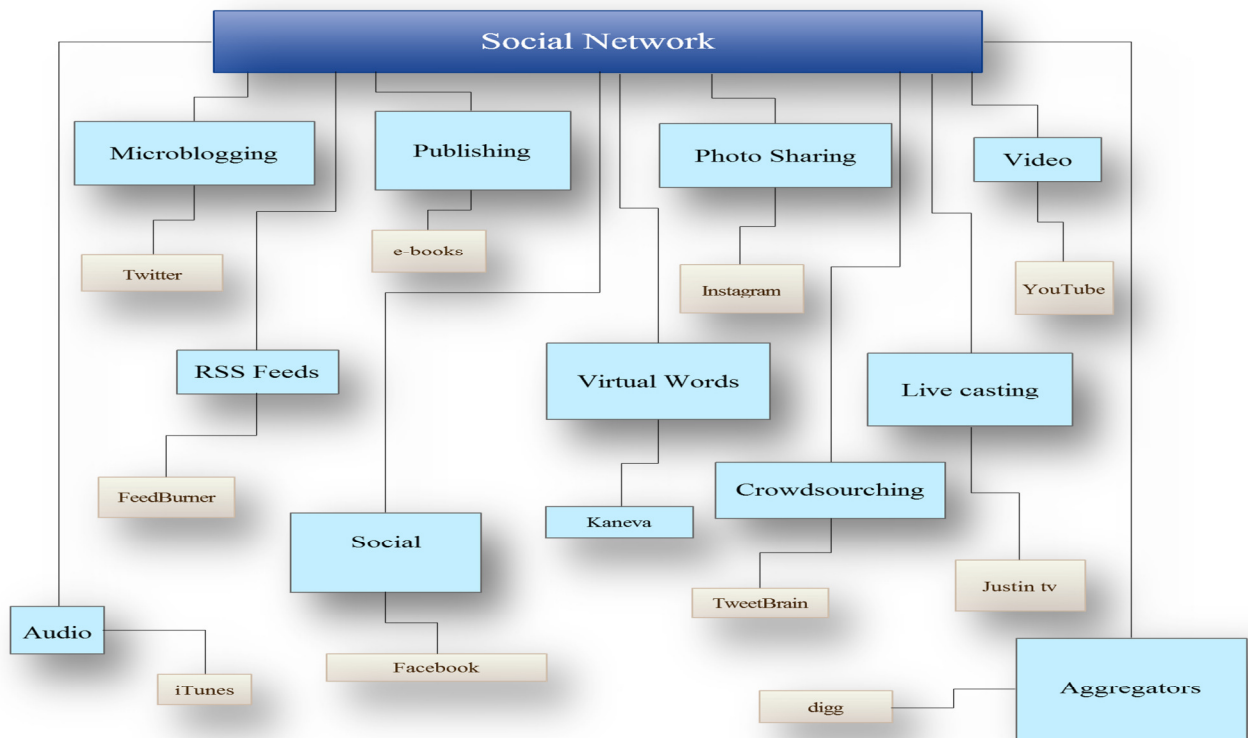 Social Network
Microblogging
Publishing
Photo Sharing
Video
Twitter
e-books
Instagram
YouTube
RSS Feeds
Virtual Words
Live casting
FeedBurner
Crowdsourching
Kaneva
Social
Justin tv
TweetBrain
Audio
Facebook
iTunes
Aggregators
digg